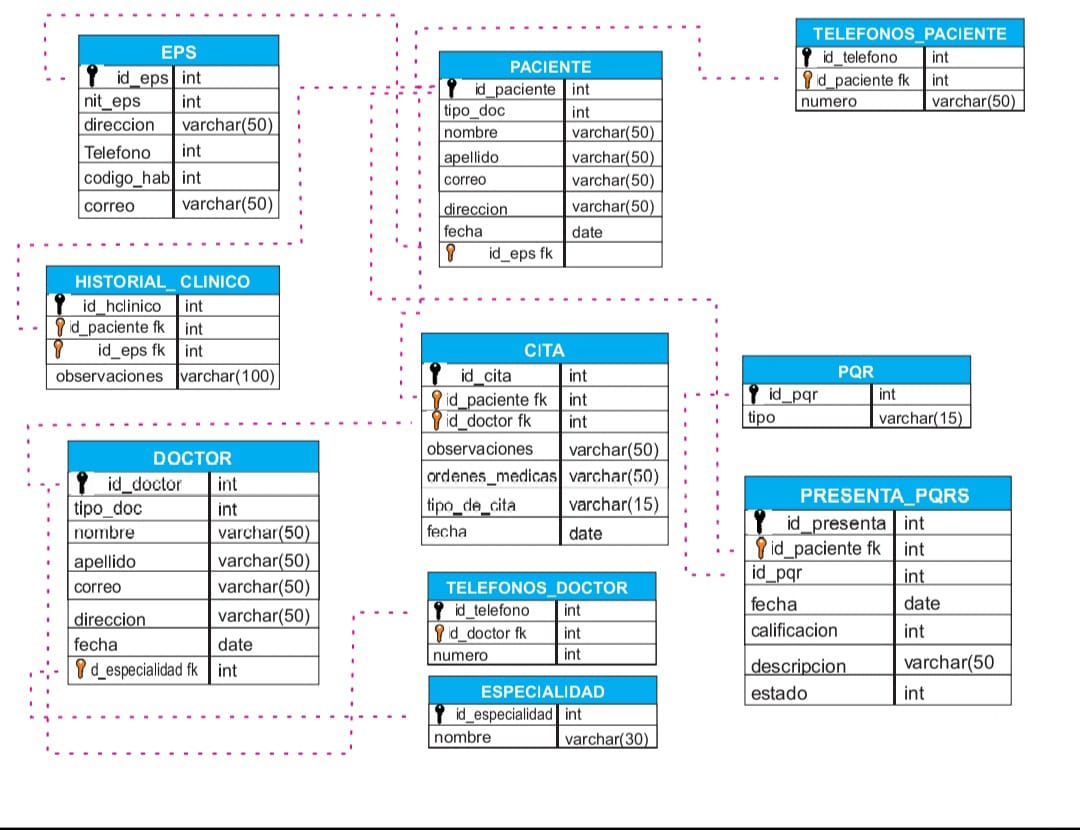 EPS
id_eps int
nit_eps int
direccion varchar(50)
Telefono int
codigo_hab int
correo varchar(50)
PACIENTE
id_paciente int
tipo_doc int
nombre varchar(50)
apellido varchar(50)
correo varchar(50)
direccion varchar(50)
fecha date
id_eps fk
TELEFONOS_PACIENTE
id_telefono int
id_paciente fk int
numero varchar(50)
HISTORIAL_CLINICO
id_hclinico int
id_paciente fk int
id_eps fk int
observaciones varchar(100)
CITA
id_cita int
id_paciente fk int
id_doctor fk int
observaciones varchar(50)
ordenes_medicas varchar(50)
tipo_de_cita varchar(15)
fecha date
PQR
id_pqr int
tipo varchar(15)
DOCTOR
id_doctor int
tipo_doc int
nombre varchar(50)
apellido varchar(50)
correo varchar(50)
direccion varchar(50)
fecha date
d_especialidad fk int
PRESENTA_PQRS
id_presenta int
id_paciente fk int
id_pqr int
fecha date
calificacion int
descripcion varchar(50
estado int
TELEFONOS_DOCTOR
id_telefono int
d_doctor fk int
numero int
ESPECIALIDAD
id_especialidad int
nombre varchar(30)